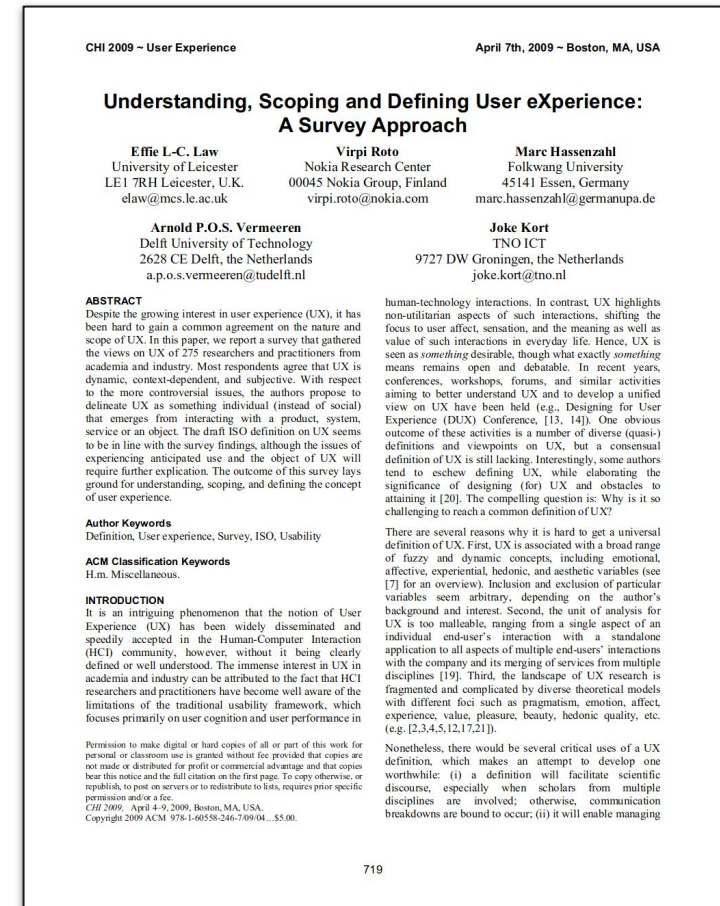 CHI 2009 ~ User Experience April 7th, 2009 ~ Boston, MA, USA
Understanding, Scoping and Defining User eXperience:
A Survey Approach
Effie L-C. Law
University of Leicester
LE1 7RH Leicester, U.K.
elaw@mcs.le.ac.uk
Virpi Roto
Nokia Research Center
00045 Nokia Group, Finland
virpi.roto@nokia.com
Marc Hassenzahl
Folkwang University
45141 Essen, Germany
marc.hassenzahl@germanupa.de
Arnold P.O.S. Vermeeren
Delft University of Technology
2628 CE Delft, the Netherlands
a.p.o.s.vermeeren@tudelft.nl
Joke Kort
TNO ICT
9727 DW Groningen, the Netherlands
joke.kort@tno.nl
ABSTRACT
Despite the growing interest in user experience (UX), it has
been hard to gain a common agreement on the nature and
scope of UX. In this paper, we report a survey that gathered
the views on UX of 275 researchers and practitioners from
academia and industry. Most respondents agree that UX is
dynamic, context-dependent, and subjective. With respect
to the more controversial issues, the authors propose to
delineate UX as something individual (instead of social)
that emerges from interacting with a product, system,
service or an object. The draft ISO definition on UX seems
to be in line with the survey findings, although the issues of
experiencing anticipated use and the object of UX will
require further explication. The outcome of this survey lays
ground for understanding, scoping, and defining the concept
of user experience.
Author Keywords
Definition, User experience, Survey, ISO, Usability
ACM Classification Keywords
H.m. Miscellaneous.
INTRODUCTION
It is an intriguing phenomenon that the notion of User
Experience (UX) has been widely disseminated and
speedily accepted in the Human-Computer Interaction
(HCI) community, however, without it being clearly
defined or well understood. The immense interest in UX in
academia and industry can be attributed to the fact that HCI
researchers and practitioners have become well aware of the
limitations of the traditional usability framework, which
focuses primarily on user cognition and user performance in
Permission to make digital or hard copies of all or part of this work for
personal or classroom use is granted without fee provided that copies are
not made or distributed for profit or commercial advantage and that copies
bear this notice and the full citation on the first page. To copy otherwise, or
republish, to post on servers or to redistribute to lists, requires prior specific
permission and/or a fee.
CHI 2009, April 4–9, 2009, Boston, MA, USA.
Copyright 2009 ACM 978-1-60558-246-7/09/04…$5.00.
human-technology interactions. In contrast, UX highlights
non-utilitarian aspects of such interactions, shifting the
focus to user affect, sensation, and the meaning as well as
value of such interactions in everyday life. Hence, UX is
seen as something desirable, though what exactly something
means remains open and debatable. In recent years,
conferences, workshops, forums, and similar activities
aiming to better understand UX and to develop a unified
view on UX have been held (e.g., Designing for User
Experience (DUX) Conference, [13, 14]). One obvious
outcome of these activities is a number of diverse (quasi-)
definitions and viewpoints on UX, but a consensual
definition of UX is still lacking. Interestingly, some authors
tend to eschew defining UX, while elaborating the
significance of designing (for) UX and obstacles to
attaining it [20]. The compelling question is: Why is it so
challenging to reach a common definition of UX?
There are several reasons why it is hard to get a universal
definition of UX. First, UX is associated with a broad range
of fuzzy and dynamic concepts, including emotional,
affective, experiential, hedonic, and aesthetic variables (see
[7] for an overview). Inclusion and exclusion of particular
variables seem arbitrary, depending on the author's
background and interest. Second, the unit of analysis for
UX is too malleable, ranging from a single aspect of an
individual end-user's interaction with a standalone
application to all aspects of multiple end-users' interactions
with the company and its merging of services from multiple
disciplines [19]. Third, the landscape of UX research is
fragmented and complicated by diverse theoretical models
with different foci such as pragmatism, emotion, affect,
experience, value, pleasure, beauty, hedonic quality, etc.
(e.g. [2,3,4,5,12,17,21]).
Nonetheless, there would be several critical uses of a UX
definition, which makes an attempt to develop one
worthwhile: (i) a definition will facilitate scientific
discourse, especially when scholars from multiple
disciplines are involved; otherwise, communication
breakdowns are bound to occur; (ii) it will enable managing
719